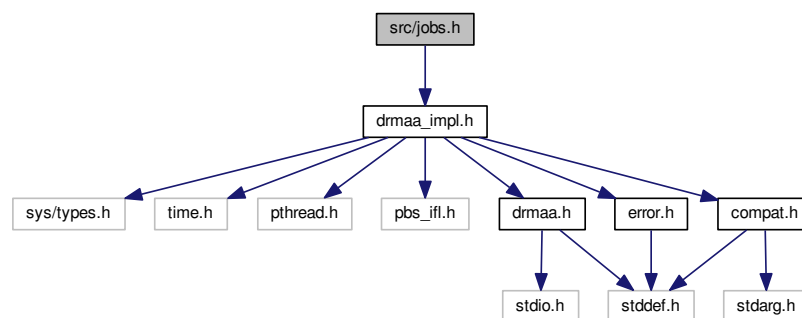 src/jobs.h
drmaa_impl.h
sys/types.h
time.h
pthread.h
pbs_ifl.h
drmaa.h
error.h
compat.h
stdio.h
stddef.h
stdarg.h